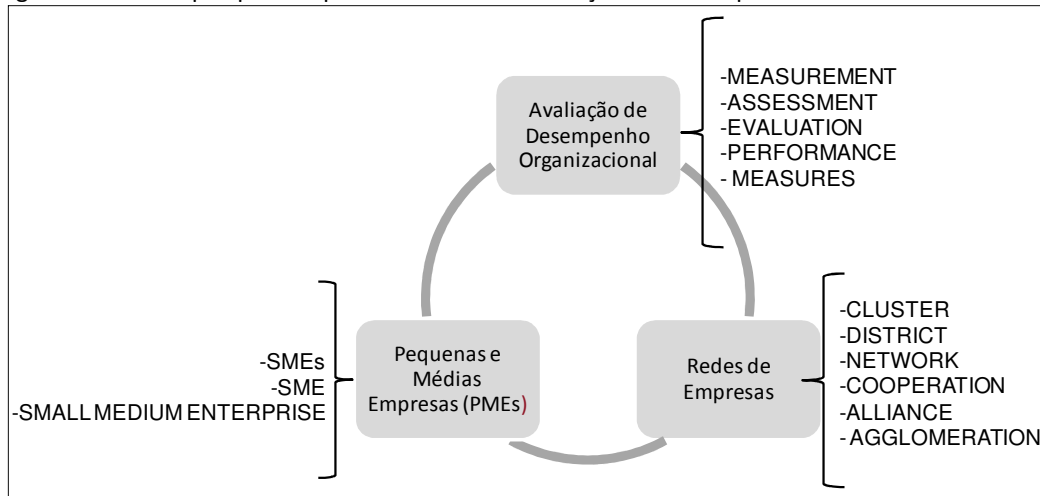 Avaliação de
Desempenho
Organizacional
-MEASUREMENT
-ASSESSMENT
-EVALUATION
-PERFORMANCE
- MEASURES
-SMEs
-SME
-SMALL MEDIUM ENTERPRISE
Pequenas e
Médias
Empresas (PMEs)
Redes de
Empresas
-CLUSTER
-DISTRICT
-NETWORK
-COOPERATION
-ALLIANCE
- AGGLOMERATION